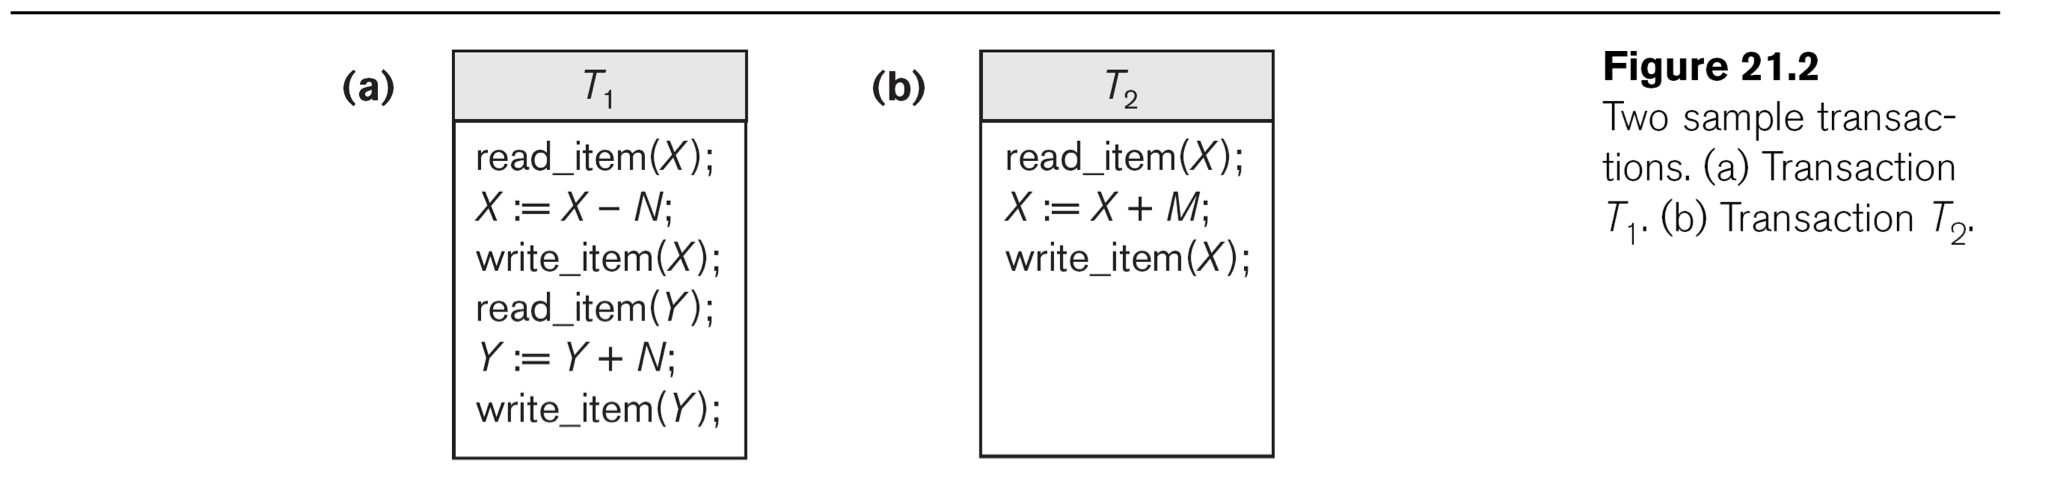 (a)
T1
read_item(X);
X := X – N;
write_item(X);
read_item(Y);
Y := Y + N;
write_item(Y);
(b)
T2
read_item(X);
X := X + M;
write_item(X);
Figure 21.2
Two sample transac-
tions. (a) Transaction
T1. (b) Transaction T2.